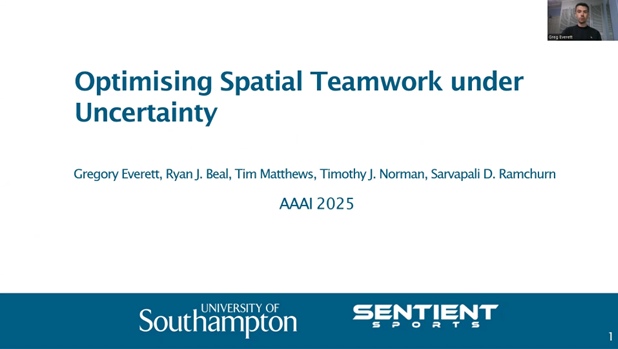 Greg Everett
Optimising Spatial Teamwork under
Uncertainty
Gregory Everett, Ryan J. Beal, Tim Matthews, Timothy J. Norman, Sarvapali D. Ramchurn
AAAI 2025
UNIVERSITY OF
Southampton
SENTIENT
SPORTS
1